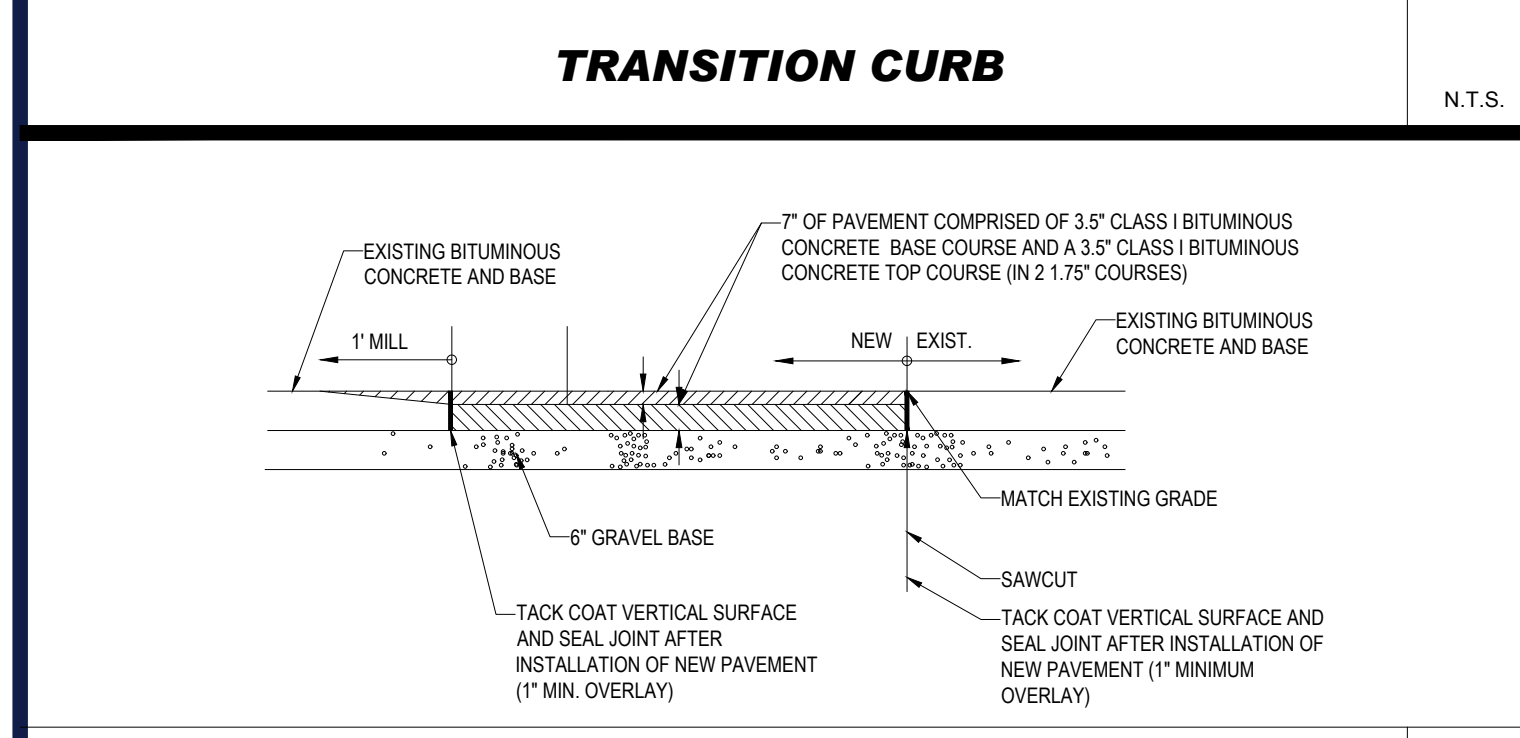 TRANSITION CURB
N.T.S.
7" OF PAVEMENT COMPRISED OF 3.5" CLASS I BITUMINOUS
CONCRETE BASE COURSE AND A 3.5" CLASS I BITUMINOUS
CONCRETE TOP COURSE (IN 2 1.75" COURSES)
EXISTING BITUMINOUS
CONCRETE AND BASE
EXISTING BITUMINOUS
CONCRETE AND BASE
1' MILL
NEW
EXIST.
MATCH EXISTING GRADE
6" GRAVEL BASE
SAWCUT
TACK COAT VERTICAL SURFACE
AND SEAL JOINT AFTER
INSTALLATION OF NEW PAVEMENT
(1" MIN. OVERLAY)
TACK COAT VERTICAL SURFACE AND
SEAL JOINT AFTER INSTALLATION OF
NEW PAVEMENT (1" MINIMUM
OVERLAY)